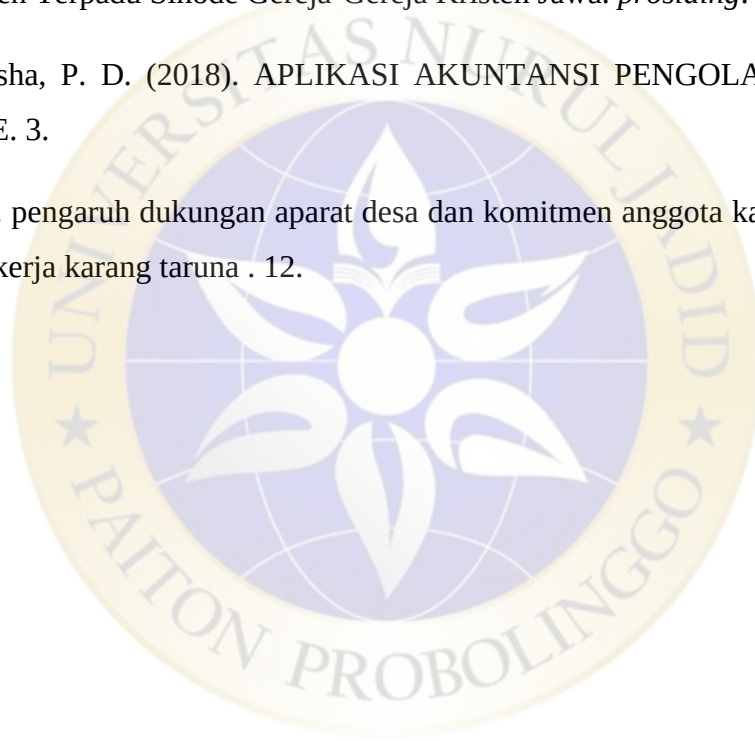 Terpadu Sinode Gereja-Gereja Kristen Jawa. prosiding.
sha, P. D. (2018). APLIKASI AKUNTANSI PENGOLA
E. 3.
. pengaruh dukungan aparat desa dan komitmen anggota ka
kerja karang taruna . 12.
UNIVERSITAS NURUL JADID
PAITON PROBOLINGGO